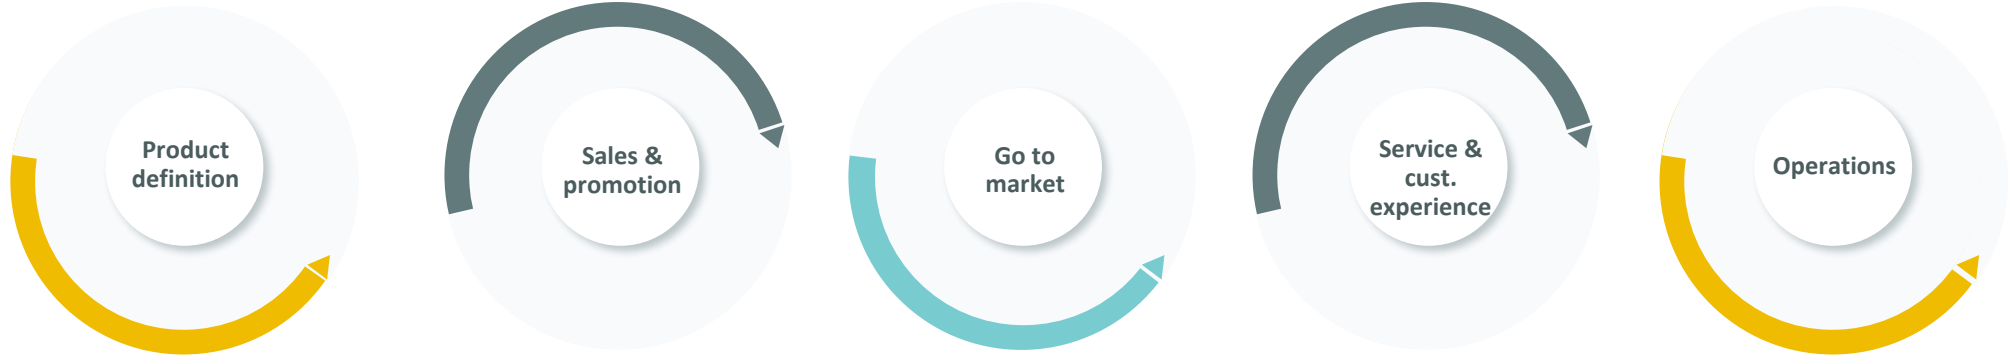 Product
definition
Sales &
promotion
Go to
market
Service &
cust.
experience
Operations